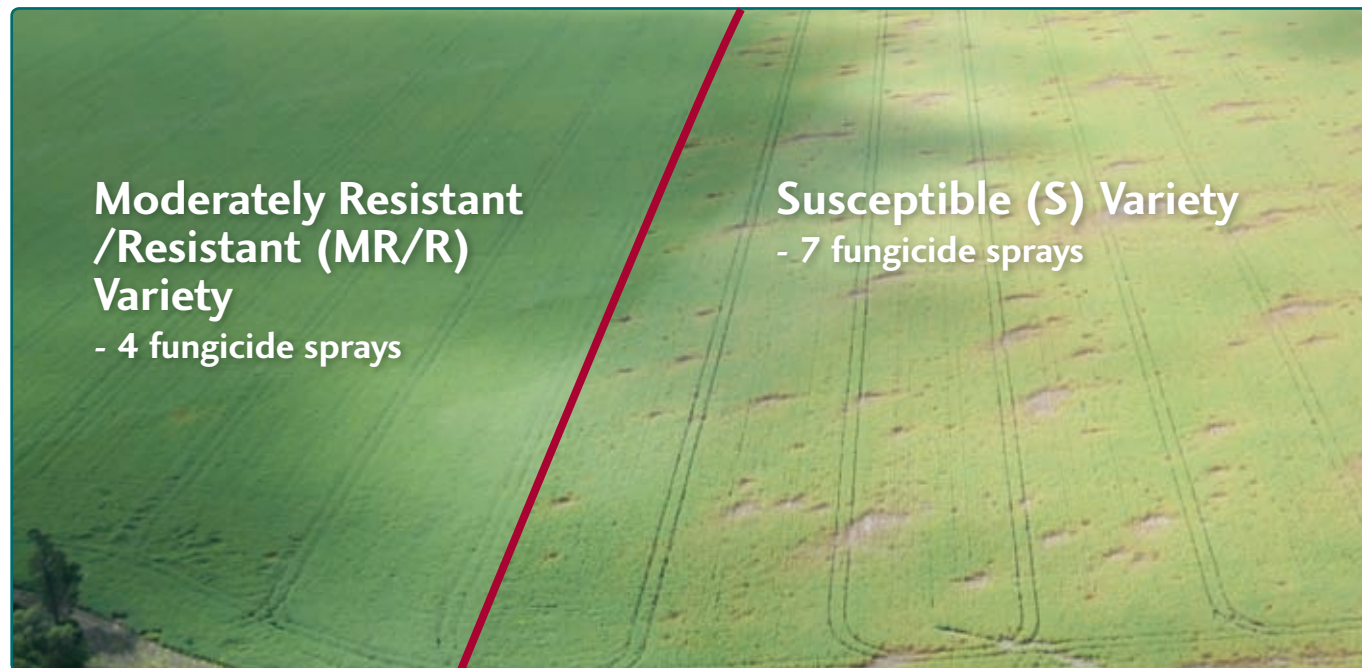 Moderately Resistant
/Resistant (MR/R)
Variety
- 4 fungicide sprays
Susceptible (S) Variety
- 7 fungicide sprays